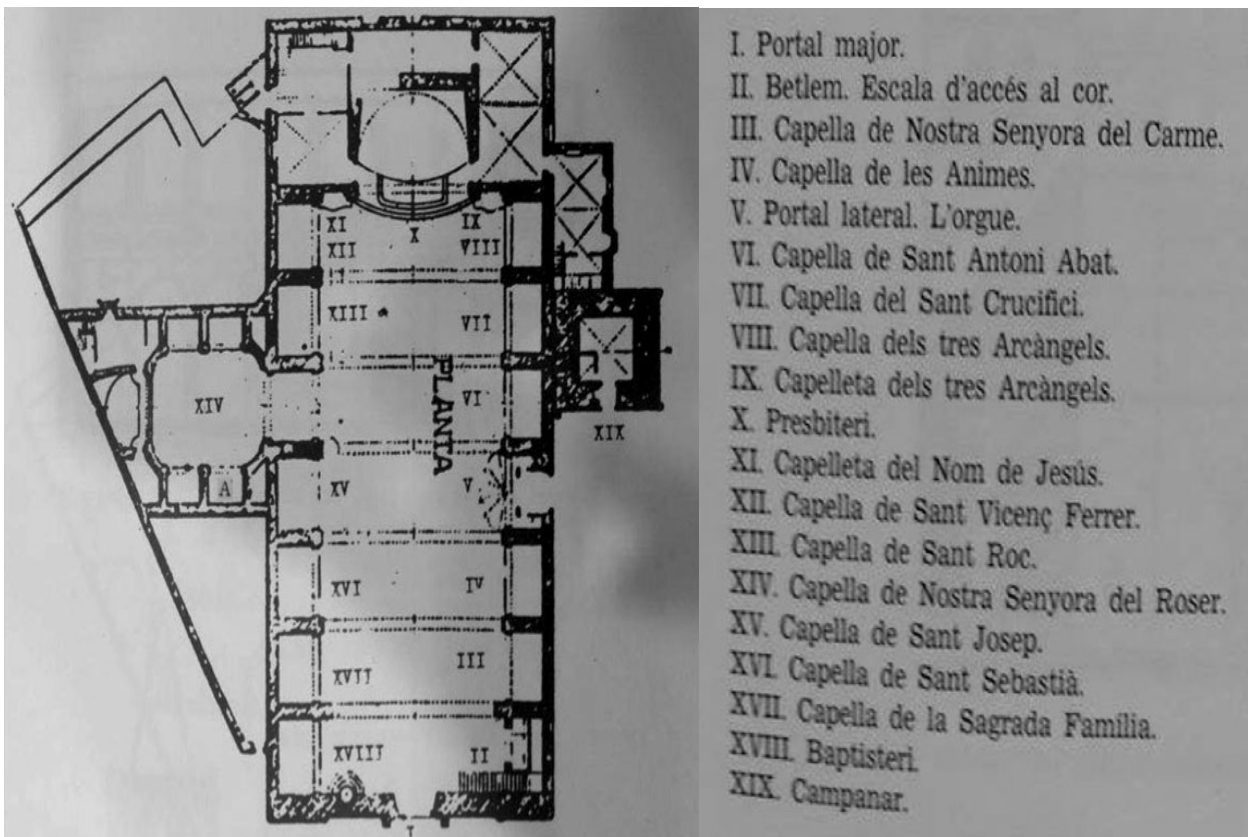 XI
IX
X
XII
VIII
XIII
VII
PLANTA
XIV
VI
XIX
XV
V
A
XVI
IV
XVII
III
XVIII
II
I
I. Portal major.
II. Betlem. Escala d'accés al cor.
III. Capella de Nostra Senyora del Carme.
IV. Capella de les Animes.
V. Portal lateral. L'orgue.
VI. Capella de Sant Antoni Abat.
VII. Capella del Sant Crucifici.
VIII. Capella dels tres Arcàngels.
IX. Capelleta dels tres Arcàngels.
X. Presbiteri.
XI. Capelleta del Nom de Jesús.
XII. Capella de Sant Vicenç Ferrer.
XIII. Capella de Sant Roc.
XIV. Capella de Nostra Senyora del Roser.
XV. Capella de Sant Josep.
XVI. Capella de Sant Sebastià.
XVII. Capella de la Sagrada Família.
XVIII. Baptisteri.
XIX. Campanar.